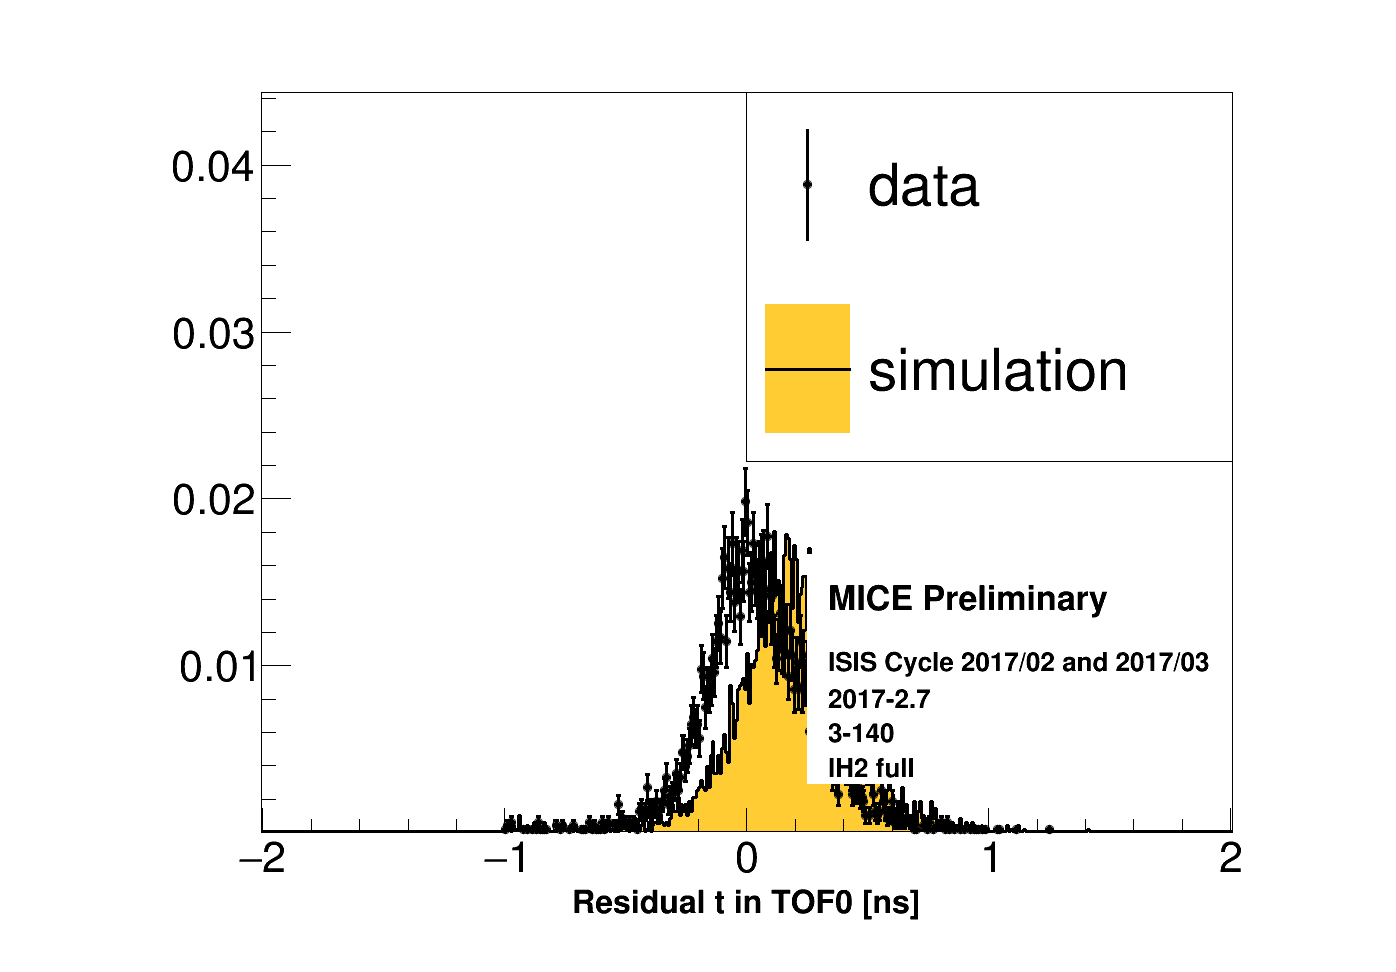 0.04
0.03
0.02
0.01
data
simulation
MICE Preliminary
ISIS Cycle 2017/02 and 2017/03
2017-2.7
3-140
IH2 full
−2 −1 0 1 2
Residual t in TOF0 [ns]